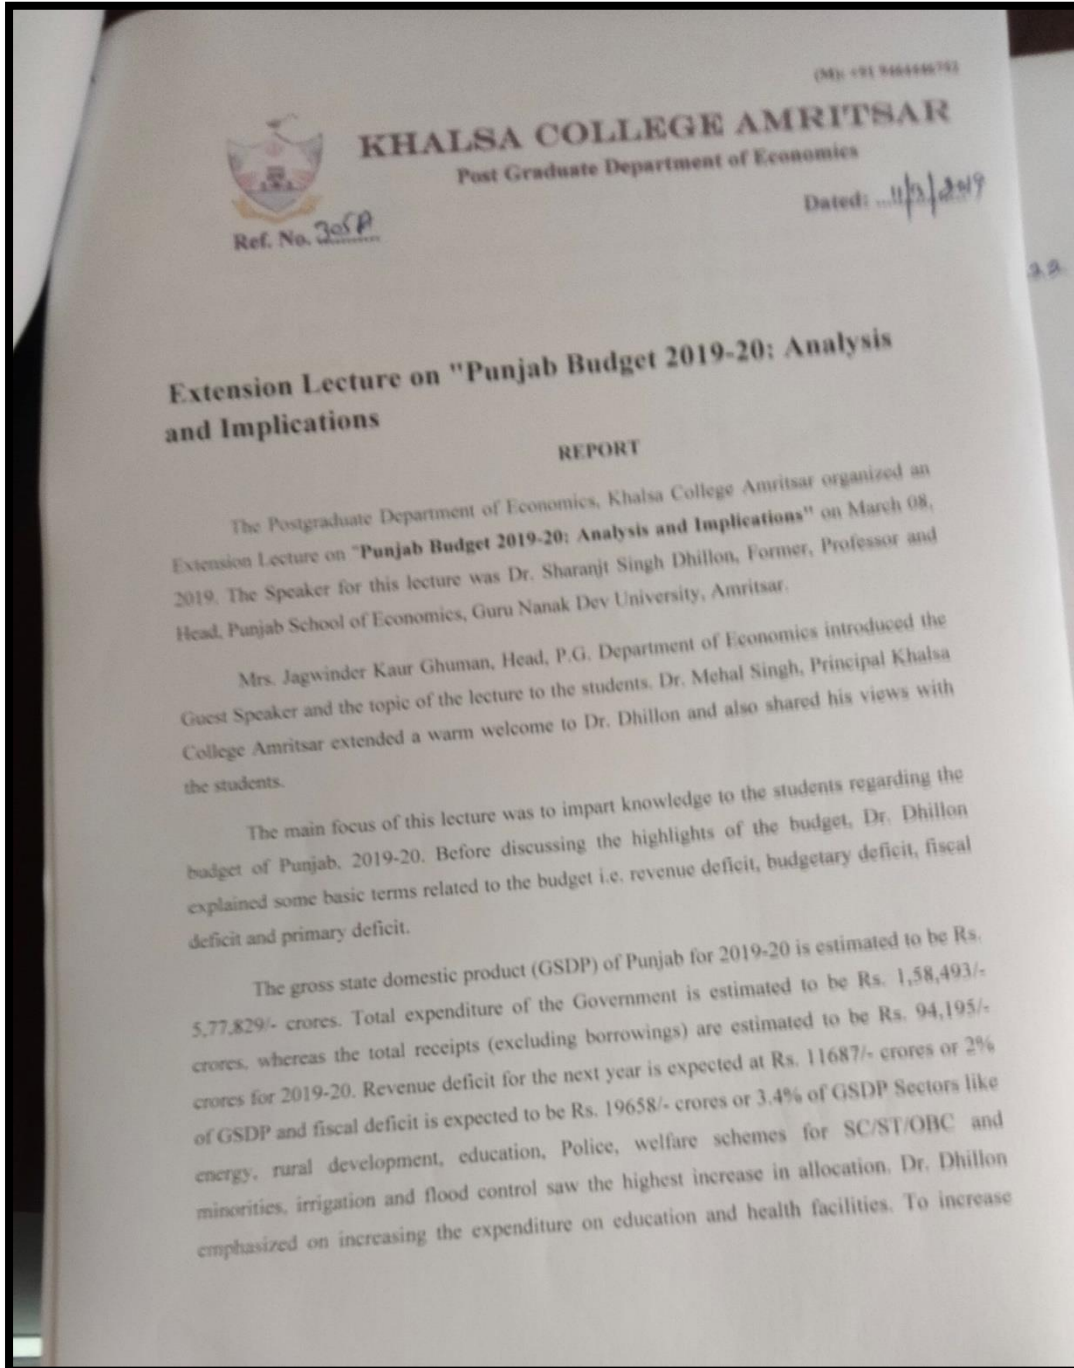 (M): +91 9464446793
KHALSA COLLEGE AMRITSAR
Post Graduate Department of Economics
Ref. No. 305A
Dated: 11/3/2019
22
Extension Lecture on "Punjab Budget 2019-20: Analysis
and Implications
REPORT
The Postgraduate Department of Economics, Khalsa College Amritsar organized an
Extension Lecture on "Punjab Budget 2019-20: Analysis and Implications" on March 08,
2019. The Speaker for this lecture was Dr. Sharanjt Singh Dhillon, Former, Professor and
Head, Punjab School of Economics, Guru Nanak Dev University, Amritsar.
Mrs. Jagwinder Kaur Ghuman, Head, P.G. Department of Economics introduced the
Guest Speaker and the topic of the lecture to the students. Dr. Mehal Singh, Principal Khalsa
College Amritsar extended a warm welcome to Dr. Dhillon and also shared his views with
the students.
The main focus of this lecture was to impart knowledge to the students regarding the
budget of Punjab, 2019-20. Before discussing the highlights of the budget, Dr. Dhillon
explained some basic terms related to the budget i.e. revenue deficit, budgetary deficit, fiscal
deficit and primary deficit.
The gross state domestic product (GSDP) of Punjab for 2019-20 is estimated to be Rs.
5,77,829/- crores. Total expenditure of the Government is estimated to be Rs. 1,58,493/-
crores, whereas the total receipts (excluding borrowings) are estimated to be Rs. 94,195/-
crores for 2019-20. Revenue deficit for the next year is expected at Rs. 11687/- crores or 2%
of GSDP and fiscal deficit is expected to be Rs. 19658/- crores or 3.4% of GSDP Sectors like
energy, rural development, education, Police, welfare schemes for SC/ST/OBC and
minorities, irrigation and flood control saw the highest increase in allocation. Dr. Dhillon
emphasized on increasing the expenditure on education and health facilities. To increase